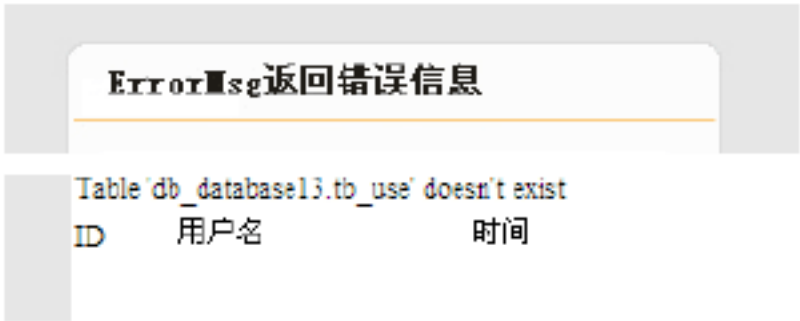 ErrorMsg返回错误信息
Table 'db_database13.tb_use' doesn't exist
ID 用户名 时间